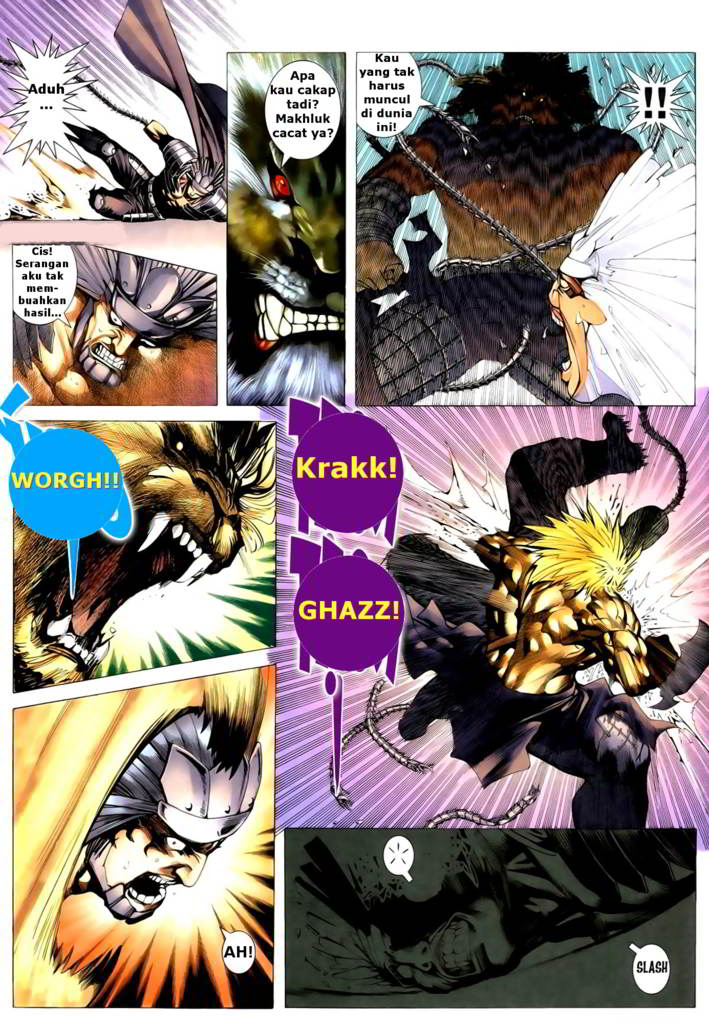 Aduh
...
Apa
kau cakap
tadi?
Makhluk
cacat ya?
Kau
yang tak
harus
muncul
di dunia
ini!
!!
Cis!
Serangan
aku tak
mem-
buahkan
hasil...
WORGH!!
Krakk!
GHAZZ!
AH!
SLASH